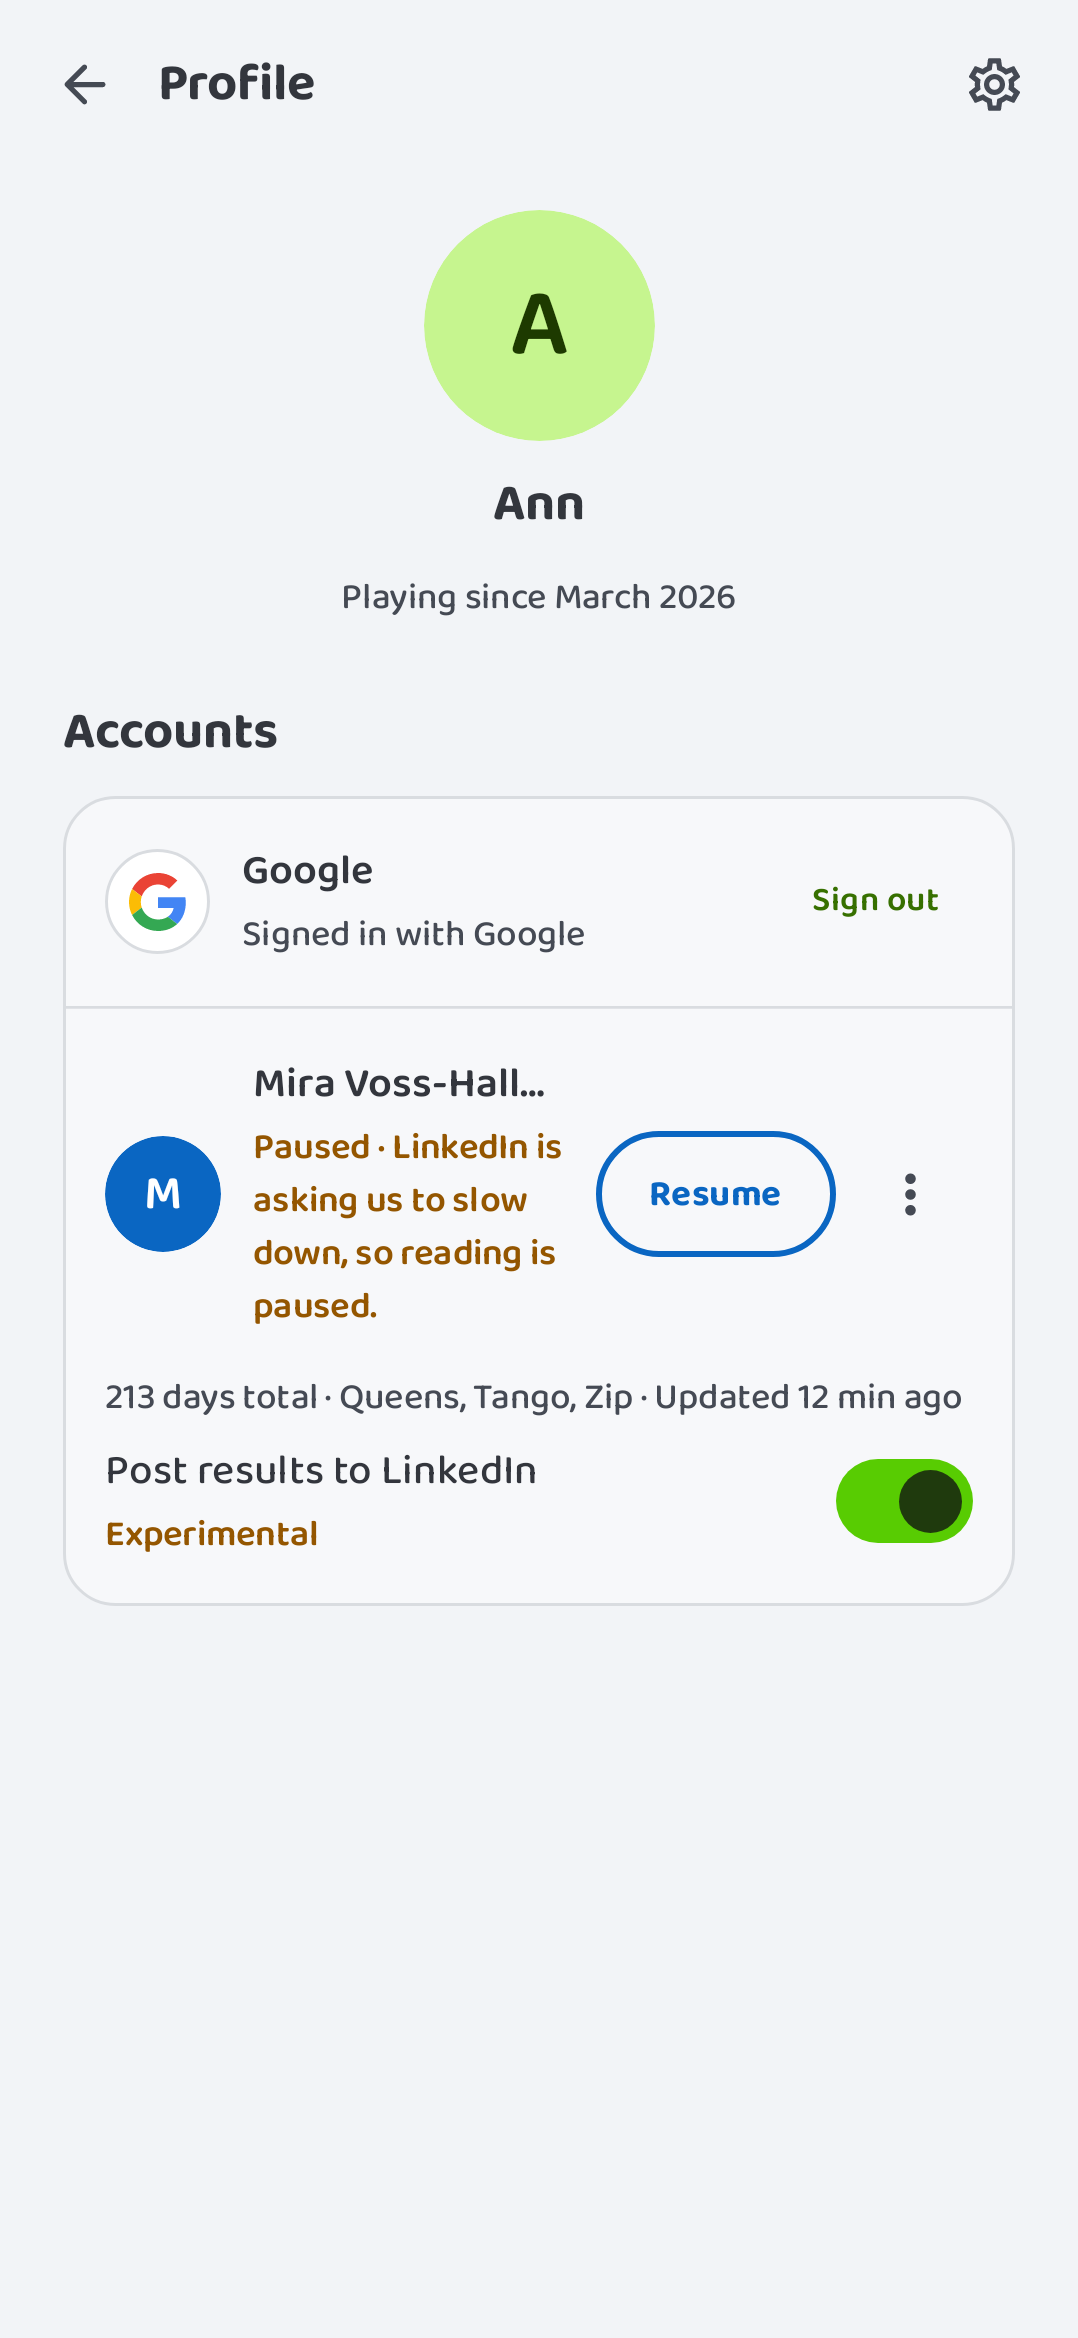 Profile
A
Ann
Playing since March 2026
Accounts
Google
Signed in with Google
Sign out
Mira Voss-Hall...
M
Paused · LinkedIn is
asking us to slow
down, so reading is
paused.
Resume
213 days total · Queens, Tango, Zip · Updated 12 min ago
Post results to LinkedIn
Experimental